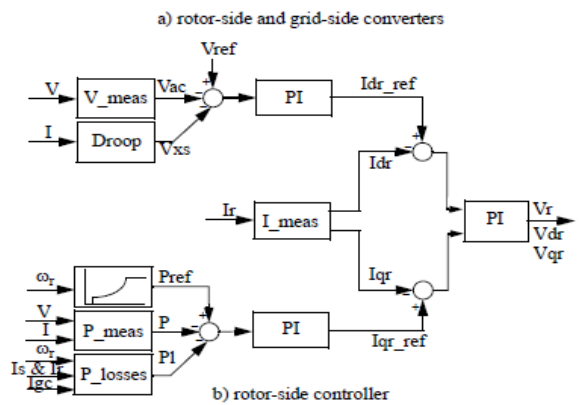 a) rotor-side and grid-side converters
Vref
V
V_meas
Vac
PI
Idr_ref
I
Droop
Vxs
Idr
Ir
I_meas
PI
Vr
Vdr
Vqr
ωr
Pref
Iqr
V
I
P_meas
P
PI
Iqr_ref
ωr
Is & Ir
Igc
P_losses
Pl
b) rotor-side controller